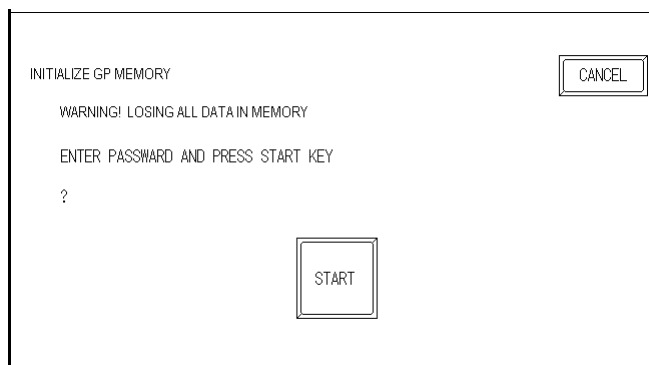 INITIALIZE GP MEMORY
CANCEL
WARNING! LOSING ALL DATA IN MEMORY
ENTER PASSWARD AND PRESS START KEY
?
START